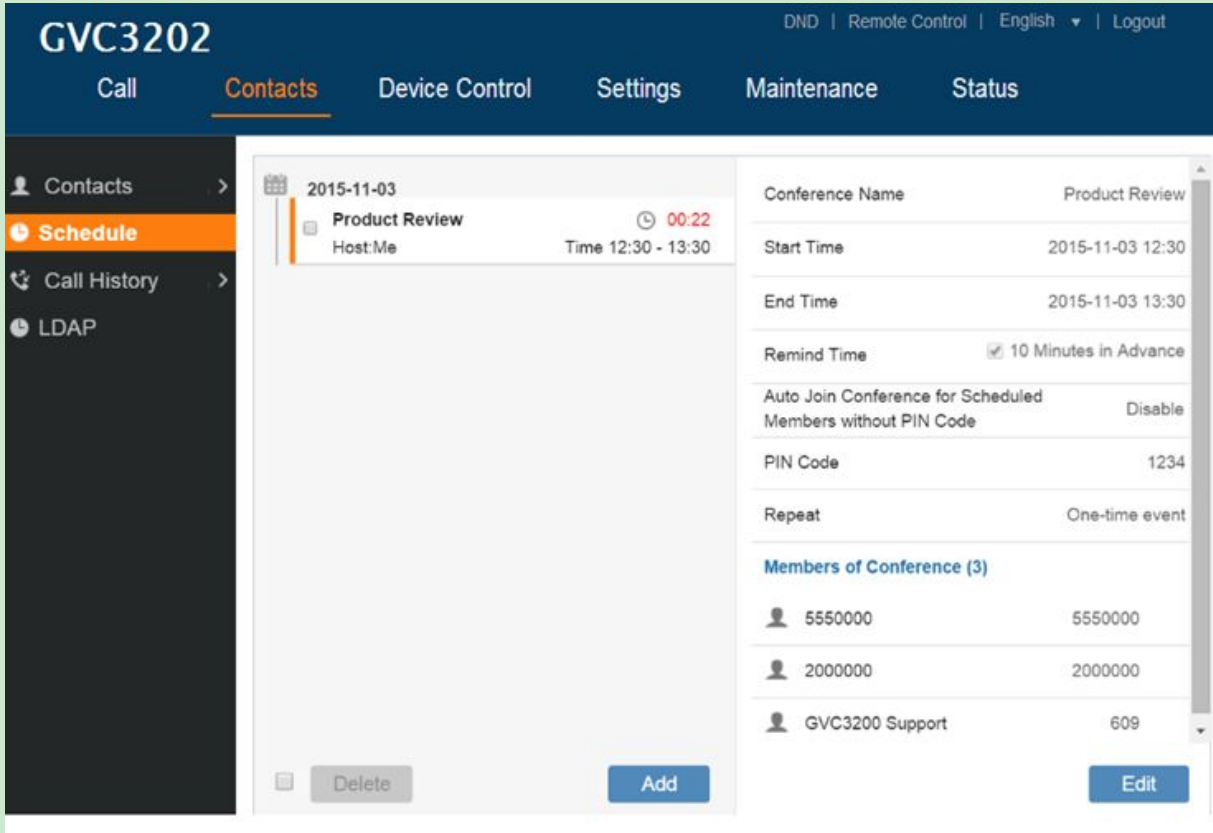 GVC3202
DND | Remote Control | English ▾ | Logout
Call Contacts Device Control Settings Maintenance Status
Contacts >
Schedule
Call History >
LDAP
2015-11-03
Product Review 00:22
Host:Me Time 12:30 - 13:30
Delete Add
Conference Name Product Review
Start Time 2015-11-03 12:30
End Time 2015-11-03 13:30
Remind Time 10 Minutes in Advance
Auto Join Conference for Scheduled
Members without PIN Code Disable
PIN Code 1234
Repeat One-time event
Members of Conference (3)
5550000 5550000
2000000 2000000
GVC3200 Support 609
Edit